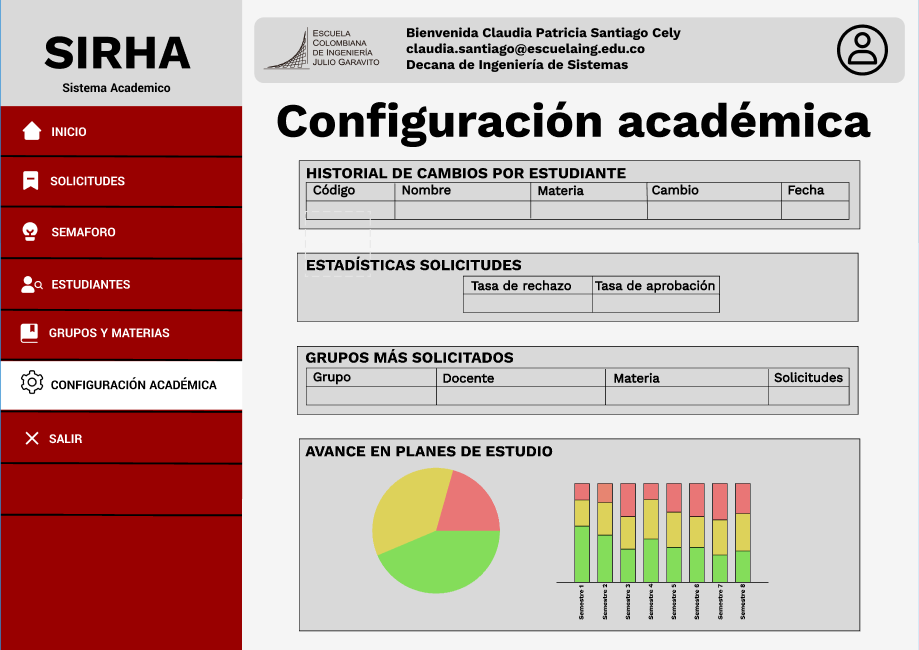 SIRHA
Sistema Academico
INICIO
SOLICITUDES
SEMAFORO
ESTUDIANTES
GRUPOS Y MATERIAS
CONFIGURACIÓN ACADÉMICA
SALIR
ESCUELA
COLOMBIANA
DE INGENIERÍA
JULIO GARAVITO
Bienvenida Claudia Patricia Santiago Cely
claudia.santiago@escuelaing.edu.co
Decana de Ingeniería de Sistemas
Configuración académica
HISTORIAL DE CAMBIOS POR ESTUDIANTE
Código Nombre Materia Cambio Fecha
ESTADÍSTICAS SOLICITUDES
Tasa de rechazo Tasa de aprobación
GRUPOS MÁS SOLICITADOS
Grupo Docente Materia Solicitudes
AVANCE EN PLANES DE ESTUDIO
Semestre 1
Semestre 2
Semestre 3
Semestre 4
Semestre 5
Semestre 6
Semestre 7
Semestre 8